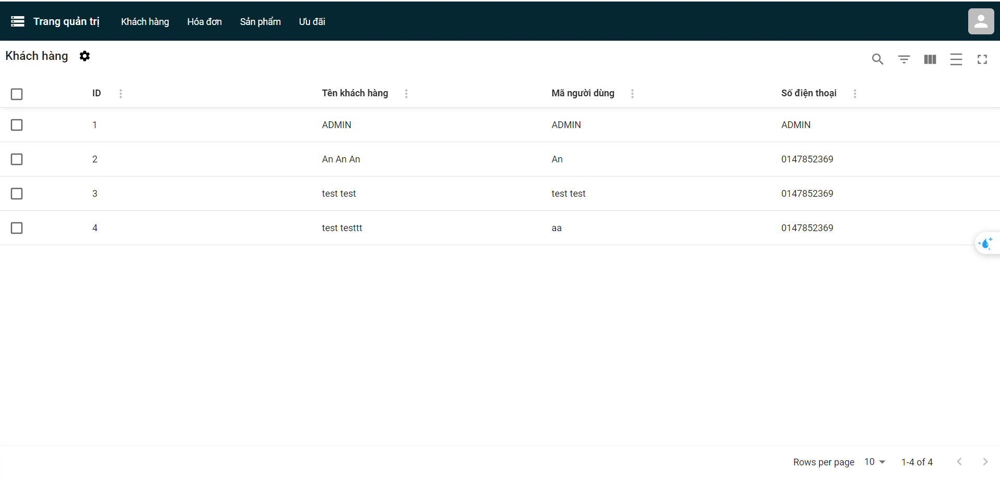 Trang quản trị Khách hàng Hóa đơn Sản phẩm Ưu đãi
Khách hàng
ID Tên khách hàng Mã người dùng Số điện thoại
1 ADMIN ADMIN ADMIN
2 An An An An 0147852369
3 test test test test 0147852369
4 test testtt aa 0147852369
Rows per page 10 1-4 of 4